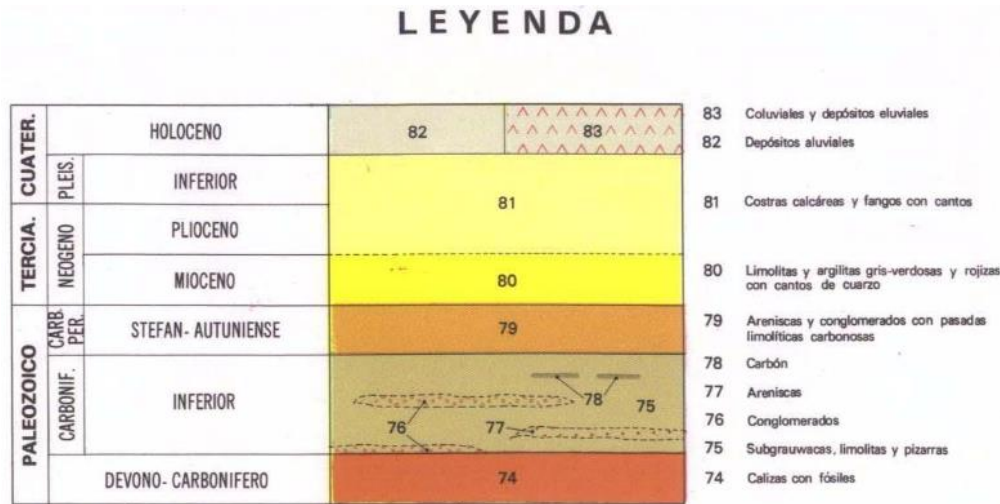 LEYENDA
CUATER.
PLEIS.
HOLOCENO
INFERIOR
TERCIA.
NEOGENO
PLIOCENO
MIOCENO
PALEOZOICO
CARB. PER.
STEFAN- AUTUNIENSE
CARBONIF.
INFERIOR
DEVONO- CARBONIFERO
82
83
81
80
79
78
75
76
77
74
83 Coluviales y depósitos eluviales
82 Depósitos aluviales
81 Costras calcáreas y fangos con cantos
80 Limolitas y argilitas gris-verdosas y rojizas
con cantos de cuarzo
79 Areniscas y conglomerados con pasadas
limolíticas carbonosas
78 Carbón
77 Areniscas
76 Conglomerados
75 Subgrauwacas, limolitas y pizarras
74 Calizas con fósiles